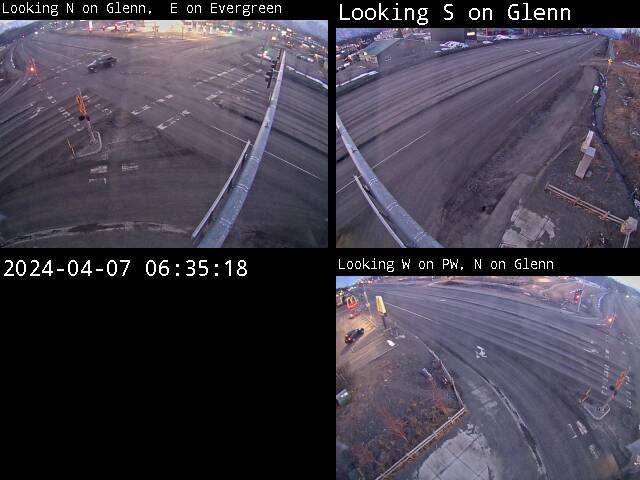 Looking N on Glenn, E on Evergreen
Looking S on Glenn
2024-04-07 06:35:18
Looking W on PW, N on Glenn